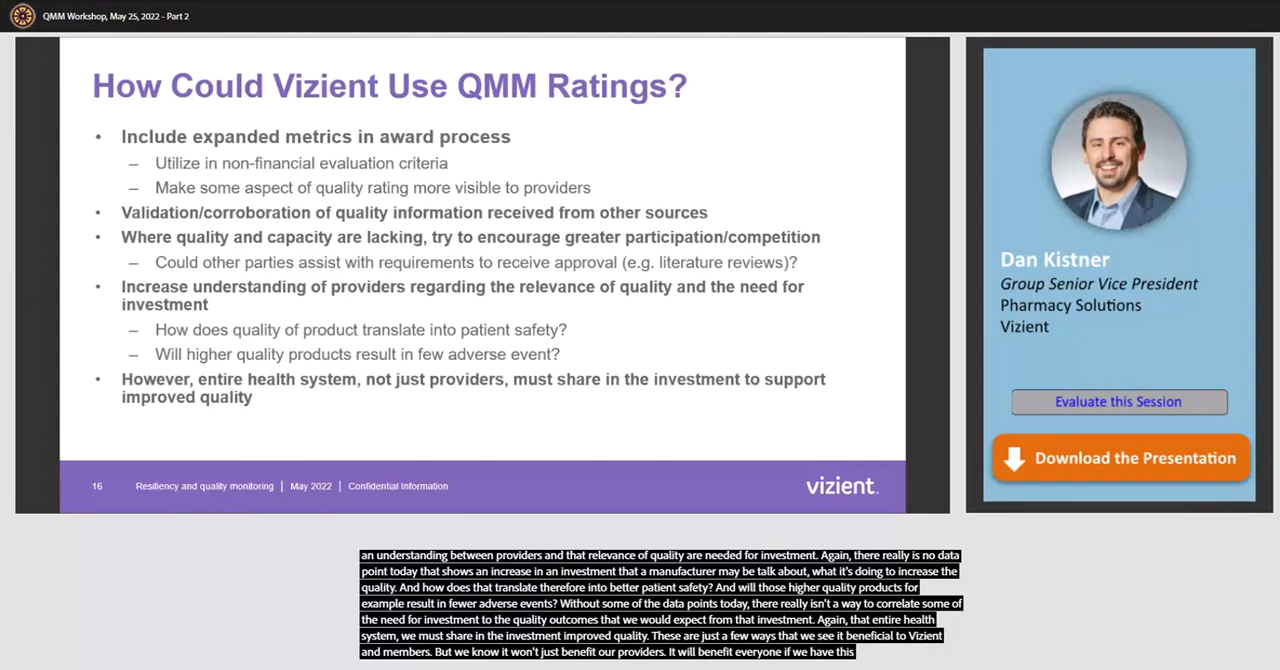 QMM Workshop, May 25, 2022 - Part 2
How Could Vizient Use QMM Ratings?
• Include expanded metrics in award process
– Utilize in non-financial evaluation criteria
– Make some aspect of quality rating more visible to providers
• Validation/corroboration of quality information received from other sources
• Where quality and capacity are lacking, try to encourage greater participation/competition
– Could other parties assist with requirements to receive approval (e.g. literature reviews)?
• Increase understanding of providers regarding the relevance of quality and the need for
investment
– How does quality of product translate into patient safety?
– Will higher quality products result in few adverse event?
• However, entire health system, not just providers, must share in the investment to support
improved quality
16 Resiliency and quality monitoring | May 2022 | Confidential Information
vizient.
Dan Kistner
Group Senior Vice President
Pharmacy Solutions
Vizient
Evaluate this Session
Download the Presentation
an understanding between providers and that relevance of quality are needed for investment. Again, there really is no data
point today that shows an increase in an investment that a manufacturer may be talk about, what it's doing to increase the
quality. And how does that translate therefore into better patient safety? And will those higher quality products for
example result in fewer adverse events? Without some of the data points today, there really isn't a way to correlate some of
the need for investment to the quality outcomes that we would expect from that investment. Again, that entire health
system, we must share in the investment improved quality. These are just a few ways that we see it beneficial to Vizient
and members. But we know it won't just benefit our providers. It will benefit everyone if we have this